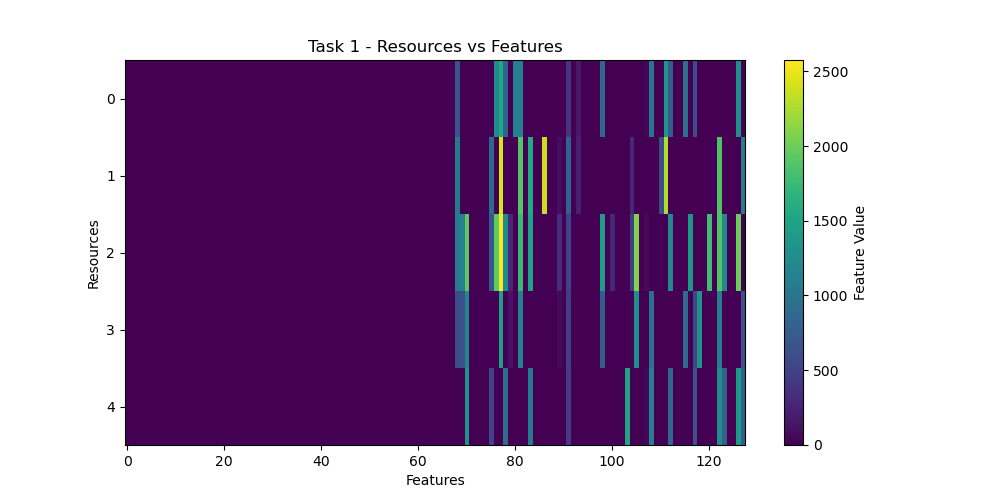 Task 1 - Resources vs Features
Resources
0
1
2
3
4
0 20 40 60 80 100 120
Features
2500
2000
1500
1000
500
0
Feature Value